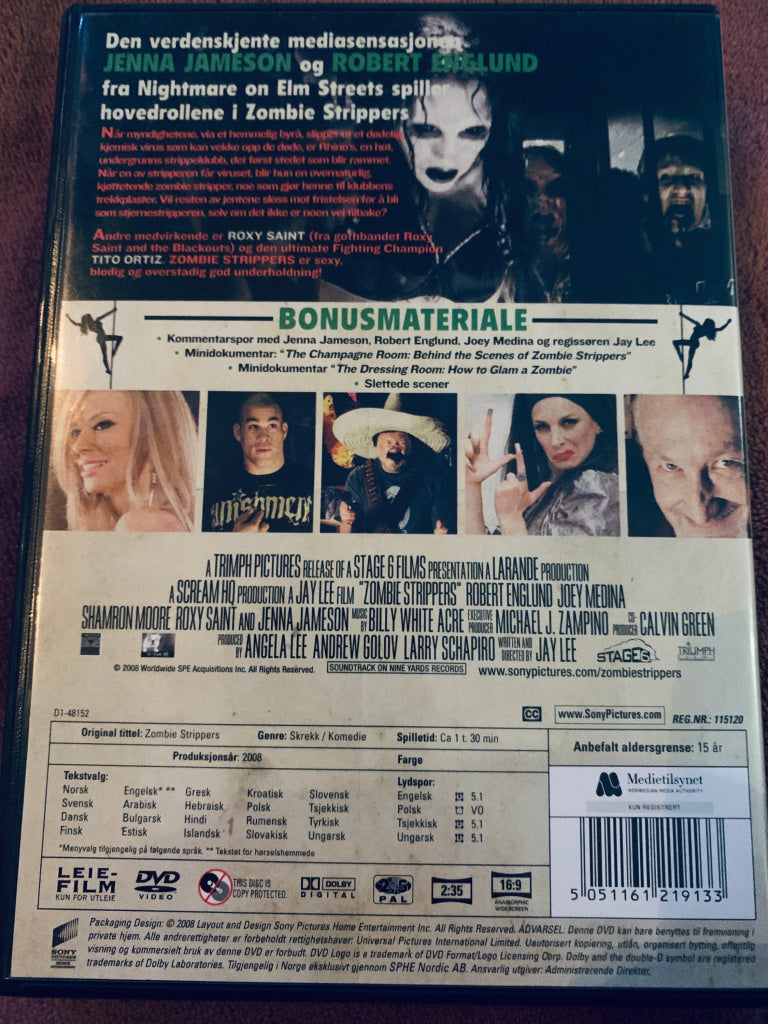 Den verdenskjente mediasensasjonen
JENNA JAMESON og ROBERT ENGLUND
fra Nightmare on Elm Streets spiller
hovedrollene i Zombie Strippers
Når myndighetene, via et hemmelig byrå, slipper ut et dødelig
kjemisk virus som kan vekke opp de døde, er Rhino's, en hot,
undergrunns strippeklubb, det først stedet som blir rammet.
Når en av stripperen får viruset, blir hun en overnaturlig,
kjøttetende zombie stripper, noe som gjør henne til klubbens
trekkplaster. Vil resten av jentene sloss mot fristelsen for å bli
som stjernestripperen, selv om det ikke er noen vei tilbake?
Andre medvirkende er ROXY SAINT (fra gothbandet Roxy
Saint and the Blackouts) og den ultimate Fighting Champion
TITO ORTIZ. ZOMBIE STRIPPERS er sexy,
blodig og overstadig god underholdning!
BONUSMATERIALE
• Kommentarspor med Jenna Jameson, Robert Englund, Joey Medina og regissøren Jay Lee
• Minidokumentar: "The Champagne Room: Behind the Scenes of Zombie Strippers"
• Minidokumentar "The Dressing Room: How to Glam a Zombie"
• Slettede scener
punishment
A TRIMPH PICTURES RELEASE OF A STAGE 6 FILMS PRESENTATION A LARANDE PRODUCTION
A SCREAM HQ PRODUCTION A JAY LEE FILM "ZOMBIE STRIPPERS" ROBERT ENGLUND JOEY MEDINA
SHAMRON MOORE ROXY SAINT AND JENNA JAMESON MUSIC BY BILLY WHITE ACRE EXECUTIVE PRODUCER MICHAEL J. ZAMPINO CO-PRODUCER CALVIN GREEN
PRODUCED BY ANGELA LEE ANDREW GOLOV LARRY SCHAPIRO WRITTEN AND DIRECTED BY JAY LEE STAGE 6 TRIUMPH
© 2008 Worldwide SPE Acquisitions Inc. All Rights Reserved. SOUNDTRACK ON NINE YARDS RECORDS www.sonypictures.com/zombiestrippers
D1-48152 CC www.SonyPictures.com REG.NR.: 115120
Original tittel: Zombie Strippers Genre: Skrekk / Komedie Spilletid: Ca 1 t. 30 min
Produksjonsår: 2008 Farge
Anbefalt aldersgrense: 15 år
Tekstvalg:
Norsk Engelsk* ** Gresk Kroatisk Slovensk
Svensk Arabisk Hebraisk Polsk Tsjekkisk
Dansk Bulgarsk Hindi Rumensk Tyrkisk
Finsk Estisk Islandsk Slovakisk Ungarsk
*Menyvalg tilgjengelig på følgende språk. ** Tekstet for hørselshemmede
Lydspor:
Engelsk 5.1
Polsk VO
Tsjekkisk 5.1
Ungarsk 5.1
Medietilsynet
NORWEGIAN MEDIA AUTHORITY
KUN REGISTRERT
5 051161 219133
LEIE-
FILM
KUN FOR UTLEIE
DVD
VIDEO
THIS DISC IS
COPY PROTECTED.
DOLBY
DIGITAL
2 5
PAL
2:35
16:9
ANAMORPHIC
WIDESCREEN
SONY
PICTURES
HOME
Packaging Design: © 2008 Layout and Design Sony Pictures Home Entertainment Inc. All Rights Reserved. ADVARSEL: Denne DVD kan bare benyttes til fremvisning i
private hjem. Alle andrerettigheter er forbeholdt rettighetshaver: Universal Pictures International Limited. Uautorisert kopiering, utlån, organisert bytting, offentlig
visning og kommersielt bruk av denne DVD er forbudt. DVD Logo is a trademark of DVD Format/Logo Licensing Corp. Dolby and the double-D symbol are registered
trademarks of Dolby Laboratories. Tilgjengelig i Norge eksklusivt gjennom SPHE Nordic AB. Ansvarlig utgiver: Administrerende Direktør.